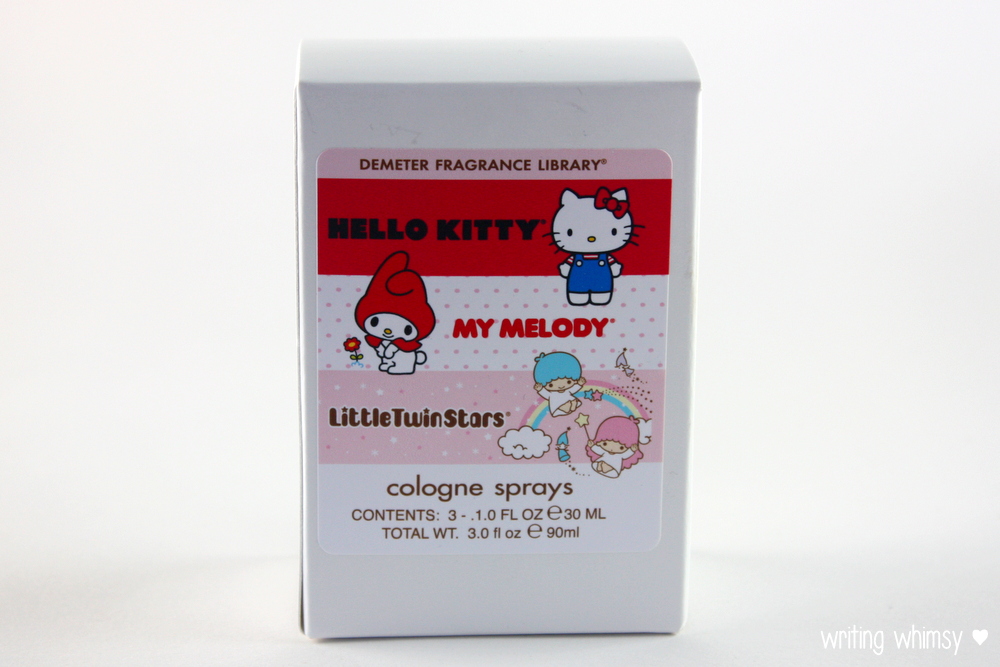 DEMETER FRAGRANCE LIBRARY®
HELLO KITTY™
MY MELODY®
LittleTwinStars®
cologne sprays
CONTENTS: 3 - .1.0 FL OZ ℮ 30 ML
TOTAL WT. 3.0 fl oz ℮ 90ml
writing whimsy ♥